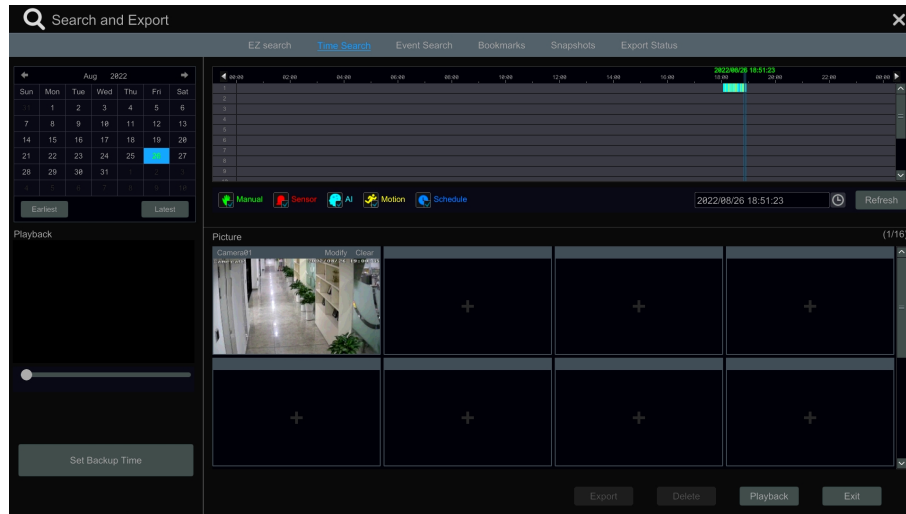 Search and Export
EZ search Time Search Event Search Bookmarks Snapshots Export Status
Aug 2022
Sun Mon Tue Wed Thu Fri Sat
31 1 2 3 4 5 6
7 8 9 10 11 12 13
14 15 16 17 18 19 20
21 22 23 24 25 26 27
28 29 30 31 1 2 3
4 5 6 7 8 9 10
Earliest Latest
2022/08/26 18:51:23
00:00 02:00 04:00 06:00 08:00 10:00 12:00 14:00 16:00 18:00 20:00 22:00 00:00
1
2
3
4
5
6
7
8
9
Manual Sensor AI Motion Schedule
2022/08/26 18:51:23
Refresh
Playback
Picture
(1/16)
Camera01 Modify Clear
Set Backup Time
Export Delete Playback Exit